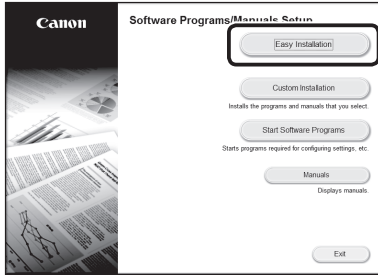 Canon
Software Programs/Manuals Setup
Easy Installation
Custom Installation
Installs the programs and manuals that you select.
Start Software Programs
Starts programs required for configuring settings, etc.
Manuals
Displays manuals.
Exit